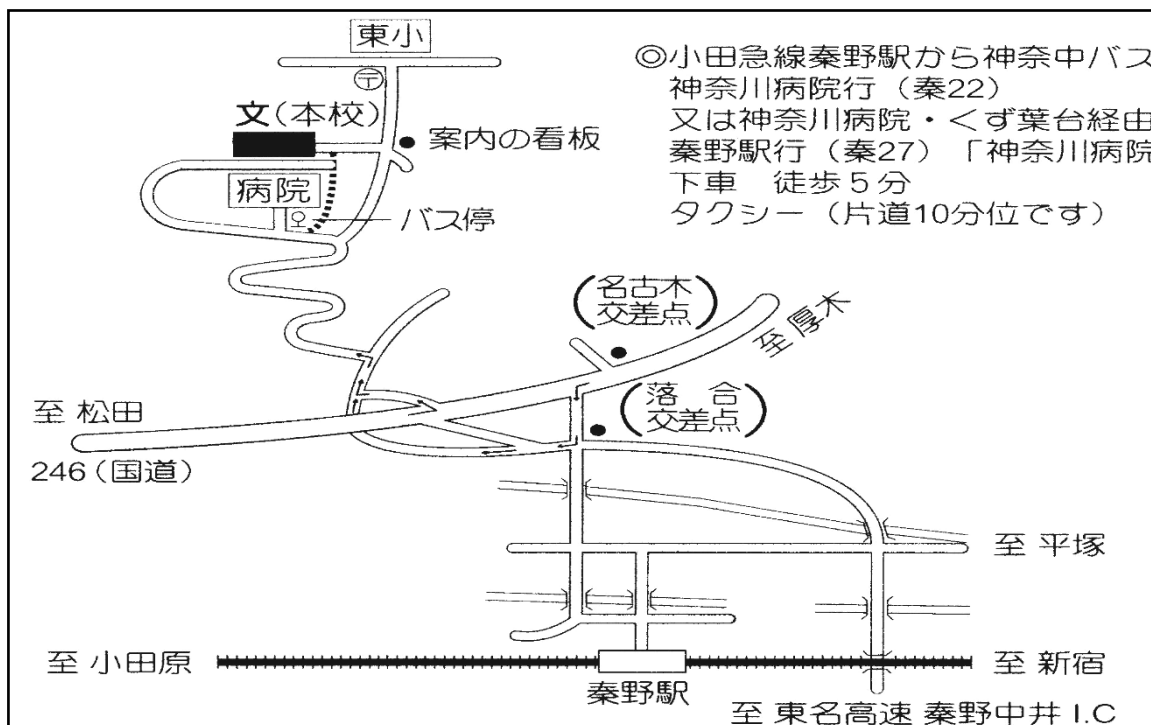 東小
◎小田急線秦野駅から神奈中バス
神奈川病院行（秦22）
又は神奈川病院・くず葉台経由
秦野駅行（秦27）「神奈川病院
下車　徒歩５分
タクシー（片道10分位です）
〒
文(本校)
案内の看板
病院
バス停
(名古木
交差点)
至厚木
(落　合
交差点)
至 松田
246（国道）
至 平塚
至 小田原
至 新宿
秦野駅
至 東名高速 秦野中井 I.C